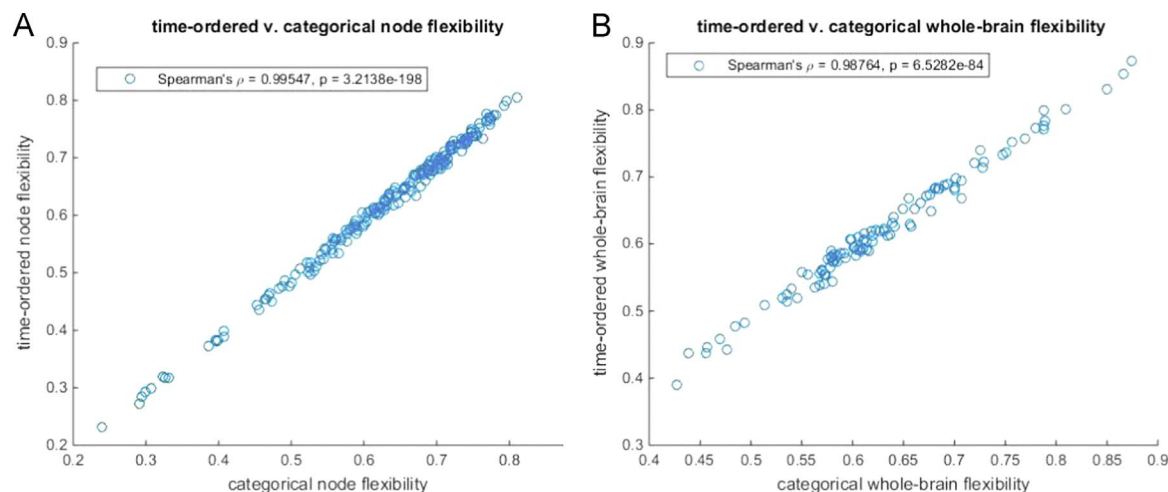 A
time-ordered v. categorical node flexibility
Spearman's ρ = 0.99547, p = 3.2138e-198
time-ordered node flexibility
0.9
0.8
0.7
0.6
0.5
0.4
0.3
0.2
0.2 0.3 0.4 0.5 0.6 0.7 0.8
categorical node flexibility
B
time-ordered v. categorical whole-brain flexibility
Spearman's ρ = 0.98764, p = 6.5282e-84
time-ordered whole-brain flexibility
0.9
0.8
0.7
0.6
0.5
0.4
0.3
0.4 0.45 0.5 0.55 0.6 0.65 0.7 0.75 0.8 0.85 0.9
categorical whole-brain flexibility